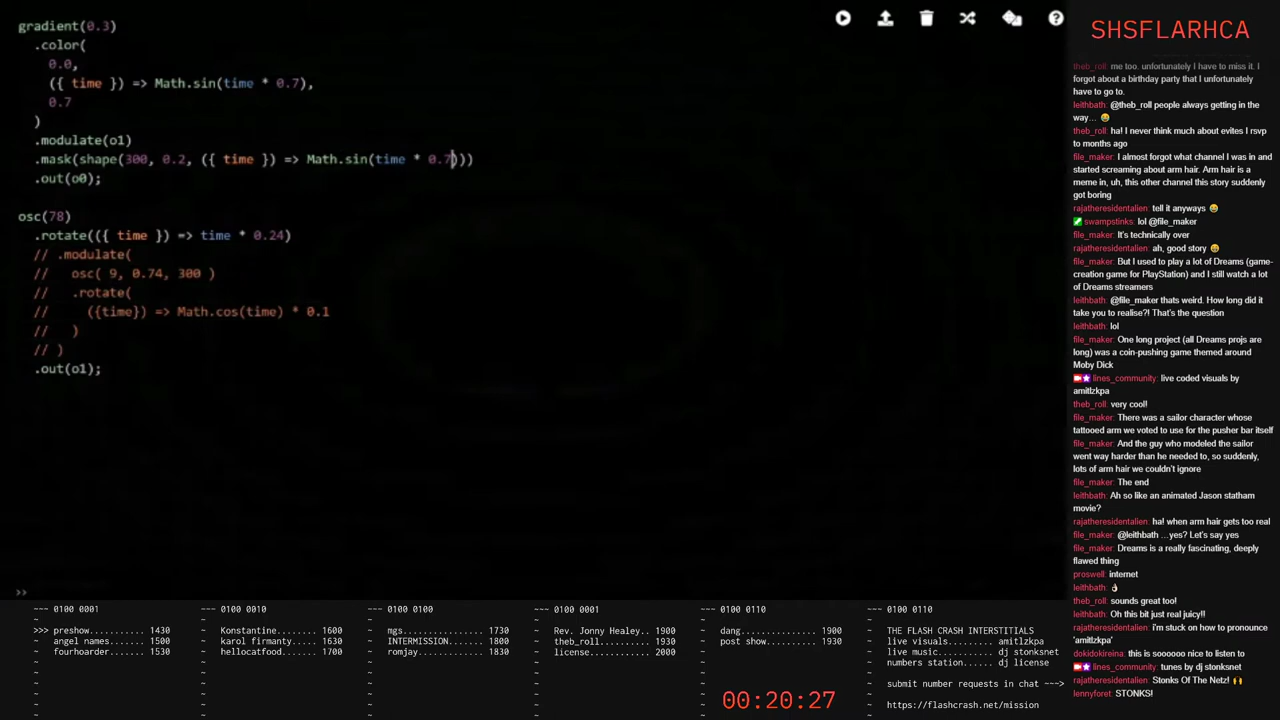 gradient(0.3)
.color(
0.0,
({ time }) => Math.sin(time * 0.7),
0.7
)
.modulate(o1)
.mask(shape(300, 0.2, ({ time }) => Math.sin(time * 0.7)))
.out(o0);
osc(78)
.rotate(({ time }) => time * 0.24)
// .modulate(
// osc( 9, 0.74, 300 )
// .rotate(
// ({time}) => Math.cos(time) * 0.1
// )
// )
.out(o1);
>>
SHSFLARHCA
theb_roll: me too. unfortunately I have to miss it. I
forgot about a birthday party that I unfortunately
have to go to.
leithbath: @theb_roll people always getting in the
way... 😅
theb_roll: ha! I never think much about evites I rsvp
to months ago
file_maker: I almost forgot what channel I was in and
started screaming about arm hair. Arm hair is a
meme in, uh, this other channel this story suddenly
got boring
rajatheresidentalien: tell it anyways 😂
swampstinks: lol @file_maker
file_maker: It's technically over
rajatheresidentalien: ah, good story 😄
file_maker: But I used to play a lot of Dreams (game-
creation game for PlayStation) and I still watch a lot
of Dreams streamers
leithbath: @file_maker thats weird. How long did it
take you to realise?! That's the question
leithbath: lol
file_maker: One long project (all Dreams projs are
long) was a coin-pushing game themed around
Moby Dick
lines_community: live coded visuals by
amitlzkpa
theb_roll: very cool!
file_maker: There was a sailor character whose
tattooed arm we voted to use for the pusher bar itself
file_maker: And the guy who modeled the sailor
went way harder than he needed to, so suddenly,
lots of arm hair we couldn't ignore
file_maker: The end
leithbath: Ah so like an animated Jason statham
movie?
rajatheresidentalien: ha! when arm hair gets too real
file_maker: @leithbath ...yes? Let's say yes
file_maker: Dreams is a really fascinating, deeply
flawed thing
proswell: internet
leithbath: 👌
theb_roll: sounds great too!
leithbath: Oh this bit just real juicy!!
rajatheresidentalien: i'm stuck on how to pronounce
'amitlzkpa'
dokidokireina: this is soooooo nice to listen to
lines_community: tunes by dj stonksnet
rajatheresidentalien: Stonks Of The Netz! 🙌
lennyforet: STONKS!
~~~ 0100 0001
~
>>> preshow........... 1430
~ angel names....... 1500
~ fourhoarder....... 1530
~~~ 0100 0010
~
~ Konstantine....... 1600
~ karol firmanty.... 1630
~ hellocatfood...... 1700
~~~ 0100 0100
~
~ mgs............... 1730
~ INTERMISSION...... 1800
~ romjay............ 1830
~~~ 0100 0001
~
~ Rev. Jonny Healey.. 1900
~ theb_roll......... 1930
~ license........... 2000
~~~ 0100 0110
~
~ dang.............. 1900
~ post show......... 1930
00:20:27
~~~ 0100 0110
~
~ THE FLASH CRASH INTERSTITIALS
~ live visuals...... amitlzkpa
~ live music........ dj stonksnet
~ numbers station... dj license
~
~ submit number requests in chat ~~~>
~
~ https://flashcrash.net/mission